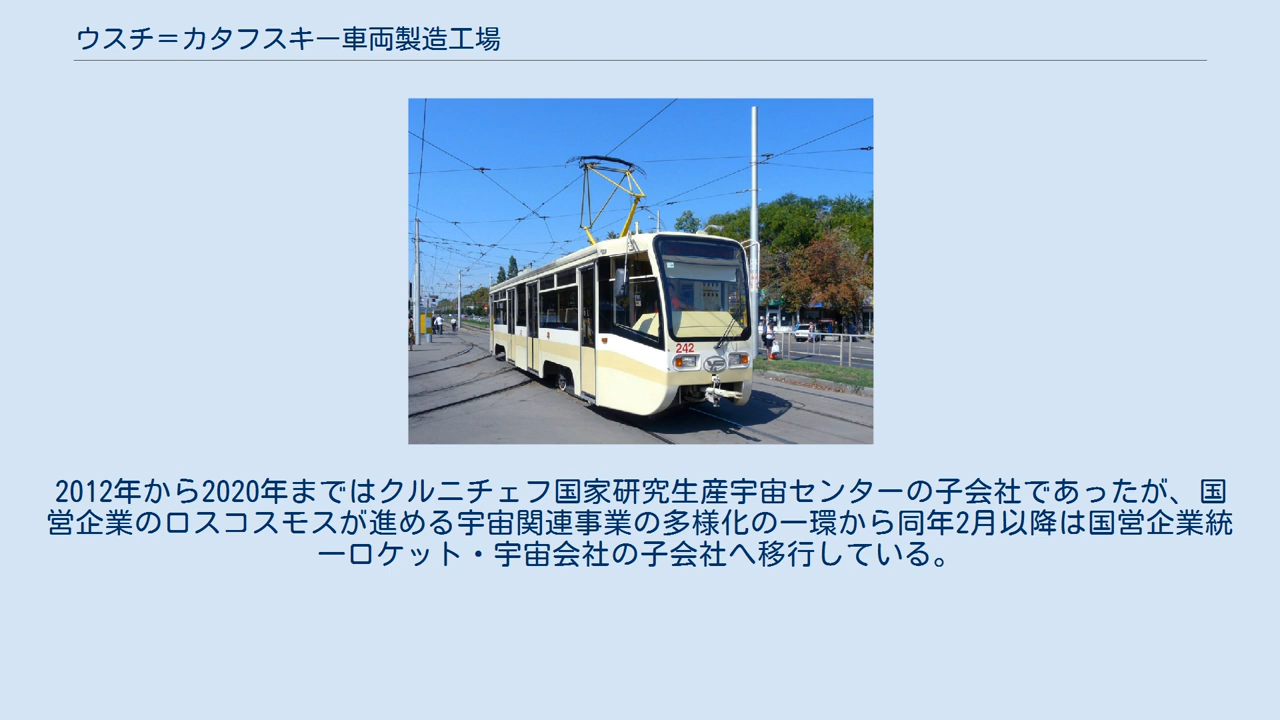 ウスチ＝カタフスキー車両製造工場
242
2012年から2020年まではクルニチェフ国家研究生産宇宙センターの子会社であったが、国
営企業のロスコスモスが進める宇宙関連事業の多様化の一環から同年2月以降は国営企業統
一ロケット・宇宙会社の子会社へ移行している。